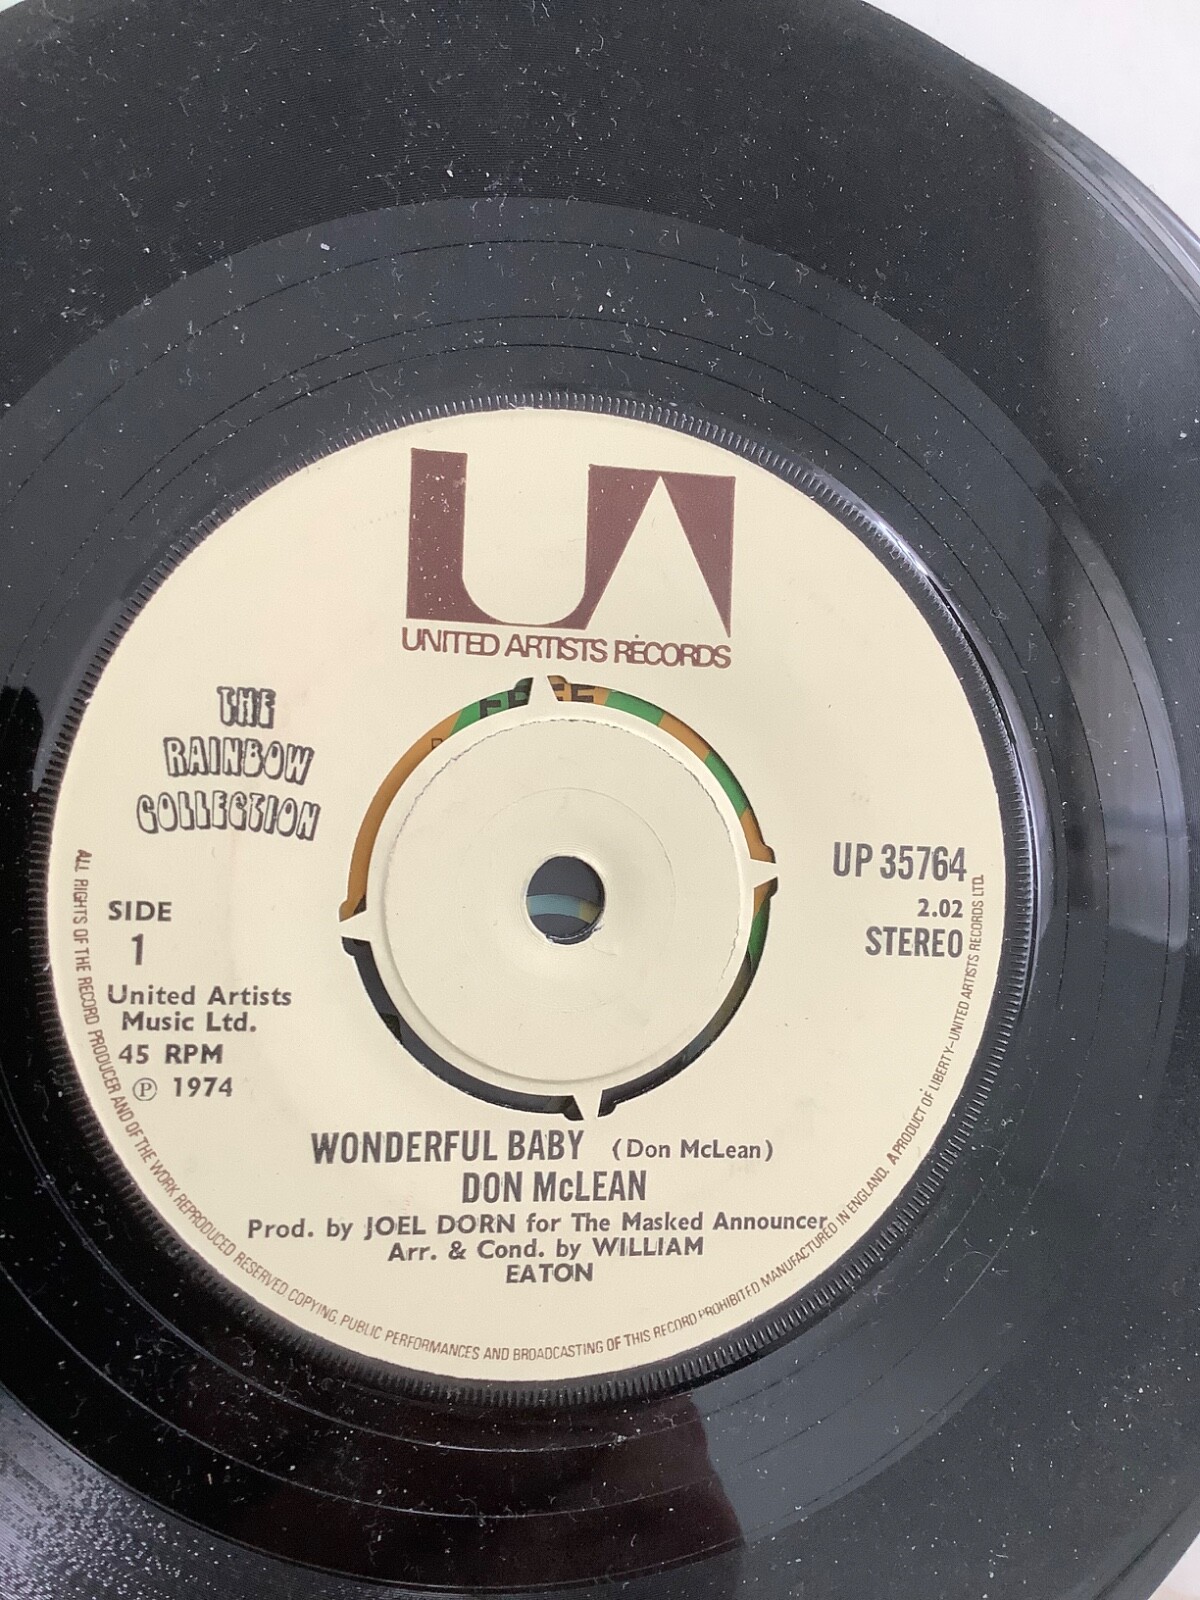 UA
UNITED ARTISTS RECORDS
THE
RAINBOW
COLLECTION
SIDE
1
United Artists
Music Ltd.
45 RPM
℗ 1974
UP 35764
2.02
STEREO
WONDERFUL BABY (Don McLean)
DON McLEAN
Prod. by JOEL DORN for The Masked Announcer
Arr. & Cond. by WILLIAM
EATON
ALL RIGHTS OF THE RECORD PRODUCER AND OF THE WORK REPRODUCED RESERVED. COPYING, PUBLIC PERFORMANCES AND BROADCASTING OF THIS RECORD PROHIBITED. MANUFACTURED IN ENGLAND. A PRODUCT OF LIBERTY-UNITED ARTISTS RECORDS LTD.